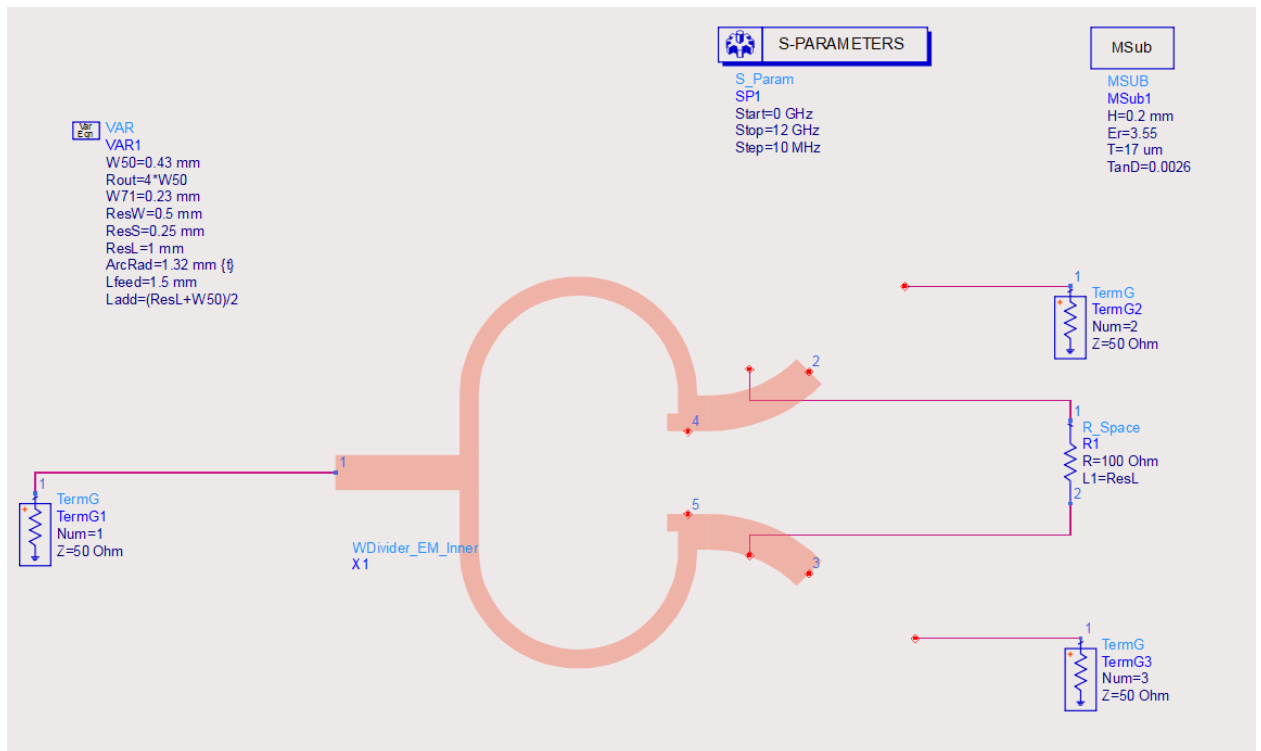 S-PARAMETERS
S_Param
SP1
Start=0 GHz
Stop=12 GHz
Step=10 MHz
MSub
MSUB
MSub1
H=0.2 mm
Er=3.55
T=17 um
TanD=0.0026
Var
Eqn
VAR
VAR1
W50=0.43 mm
Rout=4*W50
W71=0.23 mm
ResW=0.5 mm
ResS=0.25 mm
ResL=1 mm
ArcRad=1.32 mm {t}
Lfeed=1.5 mm
Ladd=(ResL+W50)/2
1
TermG
TermG2
Num=2
Z=50 Ohm
2
4
1
R_Space
R1
R=100 Ohm
L1=ResL
2
1
1
TermG
TermG1
Num=1
Z=50 Ohm
5
WDivider_EM_Inner
X1
3
1
TermG
TermG3
Num=3
Z=50 Ohm